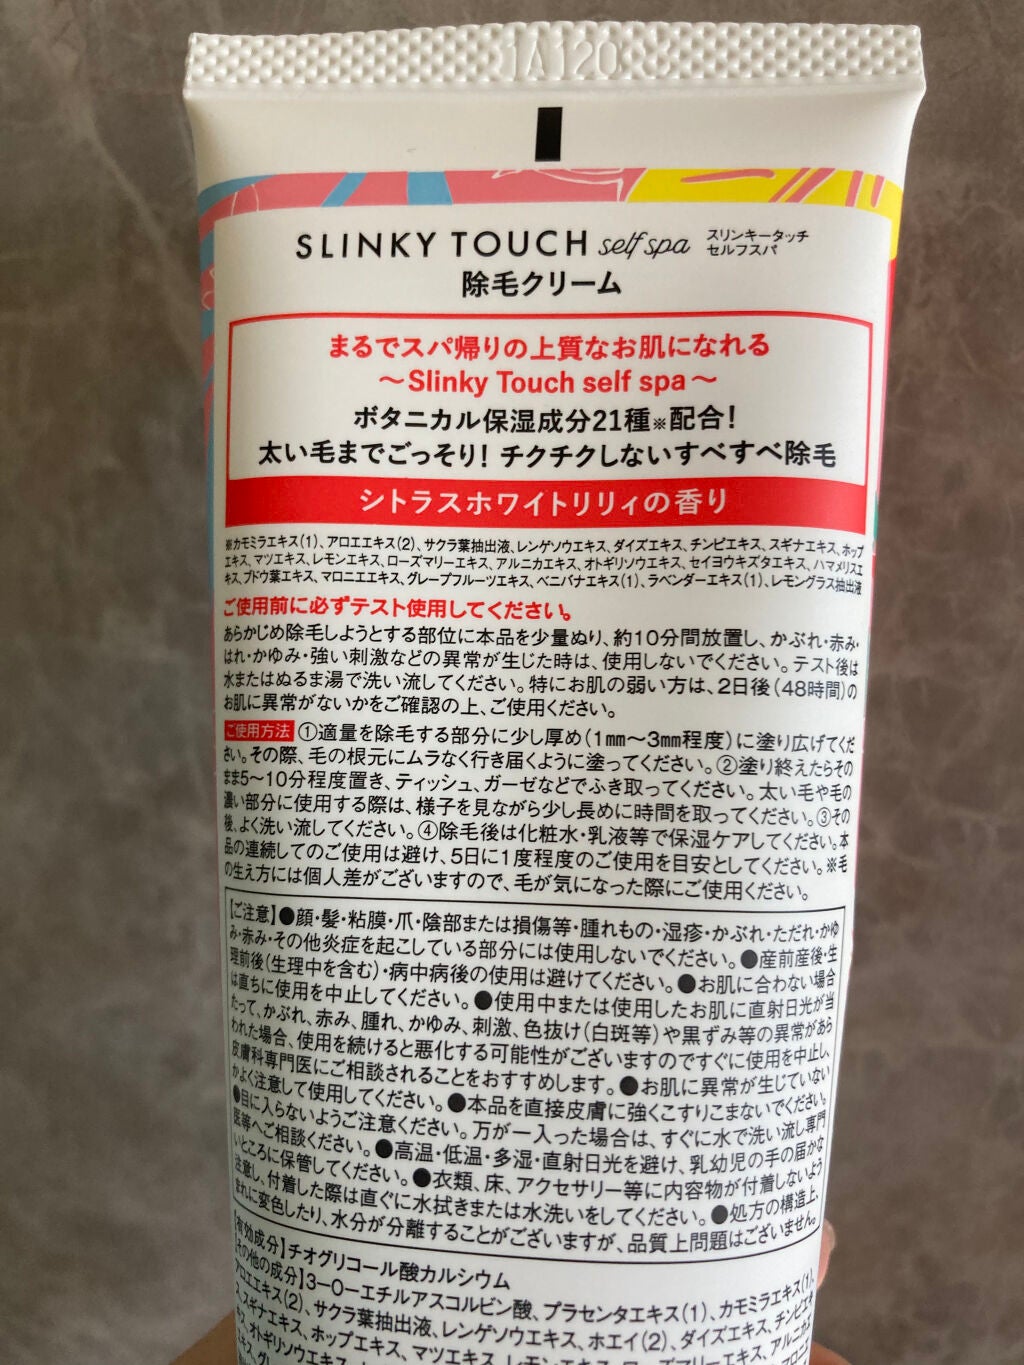 1A120
SLINKY TOUCH self spa スリンキータッチ
セルフスパ
除毛クリーム
まるでスパ帰りの上質なお肌になれる
～Slinky Touch self spa～
ボタニカル保湿成分21種※配合！
太い毛までごっそり！チクチクしないすべすべ除毛
シトラスホワイトリリィの香り
※カモミラエキス（1）、アロエエキス（2）、サクラ葉抽出液、レンゲソウエキス、ダイズエキス、チンピエキス、スギナエキス、ホップ
エキス、マツエキス、レモンエキス、ローズマリーエキス、アルニカエキス、オトギリソウエキス、セイヨウキズタエキス、ハマメリスエ
キス、ブドウ葉エキス、マロニエエキス、グレープフルーツエキス、ベニバナエキス（1）、ラベンダーエキス（1）、レモングラス抽出液
ご使用前に必ずテスト使用してください。
あらかじめ除毛しようとする部位に本品を少量ぬり、約10分間放置し、かぶれ・赤み・
はれ・かゆみ・強い刺激などの異常が生じた時は、使用しないでください。テスト後は
水またはぬるま湯で洗い流してください。特にお肌の弱い方は、2日後（48時間）の
お肌に異常がないかをご確認の上、ご使用ください。
ご使用方法 ①適量を除毛する部分に少し厚め（1㎜～3㎜程度）に塗り広げてくだ
さい。その際、毛の根元にムラなく行き届くように塗ってください。②塗り終えたらその
まま5～10分程度置き、ティッシュ、ガーゼなどでふき取ってください。太い毛や毛の
濃い部分に使用する際は、様子を見ながら少し長めに時間を取ってください。③その
後、よく洗い流してください。④除毛後は化粧水・乳液等で保湿ケアしてください。本
品の連続してのご使用は避け、5日に1度程度のご使用を目安としてください。※毛
の生え方には個人差がございますので、毛が気になった際にご使用ください。
【ご注意】●顔・髪・粘膜・爪・陰部または損傷等・腫れもの・湿疹・かぶれ・ただれ・かゆ
み・赤み・その他炎症を起こしている部分には使用しないでください。●産前産後・生
理前後（生理中を含む）・病中病後の使用は避けてください。●お肌に合わない場合
は直ちに使用を中止してください。●使用中または使用したお肌に直射日光が当
たって、かぶれ、赤み、腫れ、かゆみ、刺激、色抜け（白斑等）や黒ずみ等の異常があら
われた場合、使用を続けると悪化する可能性がございますのですぐに使用を中止し、
皮膚科専門医にご相談されることをおすすめします。●お肌に異常が生じていない
かよく注意して使用してください。●本品を直接皮膚に強くこすりこまないでください。
●目に入らないようご注意ください。万が一入った場合は、すぐに水で洗い流し専門
医等へご相談ください。●高温・低温・多湿・直射日光を避け、乳幼児の手の届かな
いところに保管してください。●衣類、床、アクセサリー等に内容物が付着しないよう
注意し、付着した際は直ぐに水拭きまたは水洗いをしてください。●処方の構造上、
まれに変色したり、水分が分離することがございますが、品質上問題はございません。
【有効成分】チオグリコール酸カルシウム
【その他の成分】3-O-エチルアスコルビン酸、プラセンタエキス（1）、カモミラエキス（1）、
アロエエキス（2）、サクラ葉抽出液、レンゲソウエキス、ホエイ（2）、ダイズエキス、チンピエキ
ス、スギナエキス、ホップエキス、マツエキス、レモンエキス、ローズマリーエキス、アルニカエ
キス、オトギリソウエキス